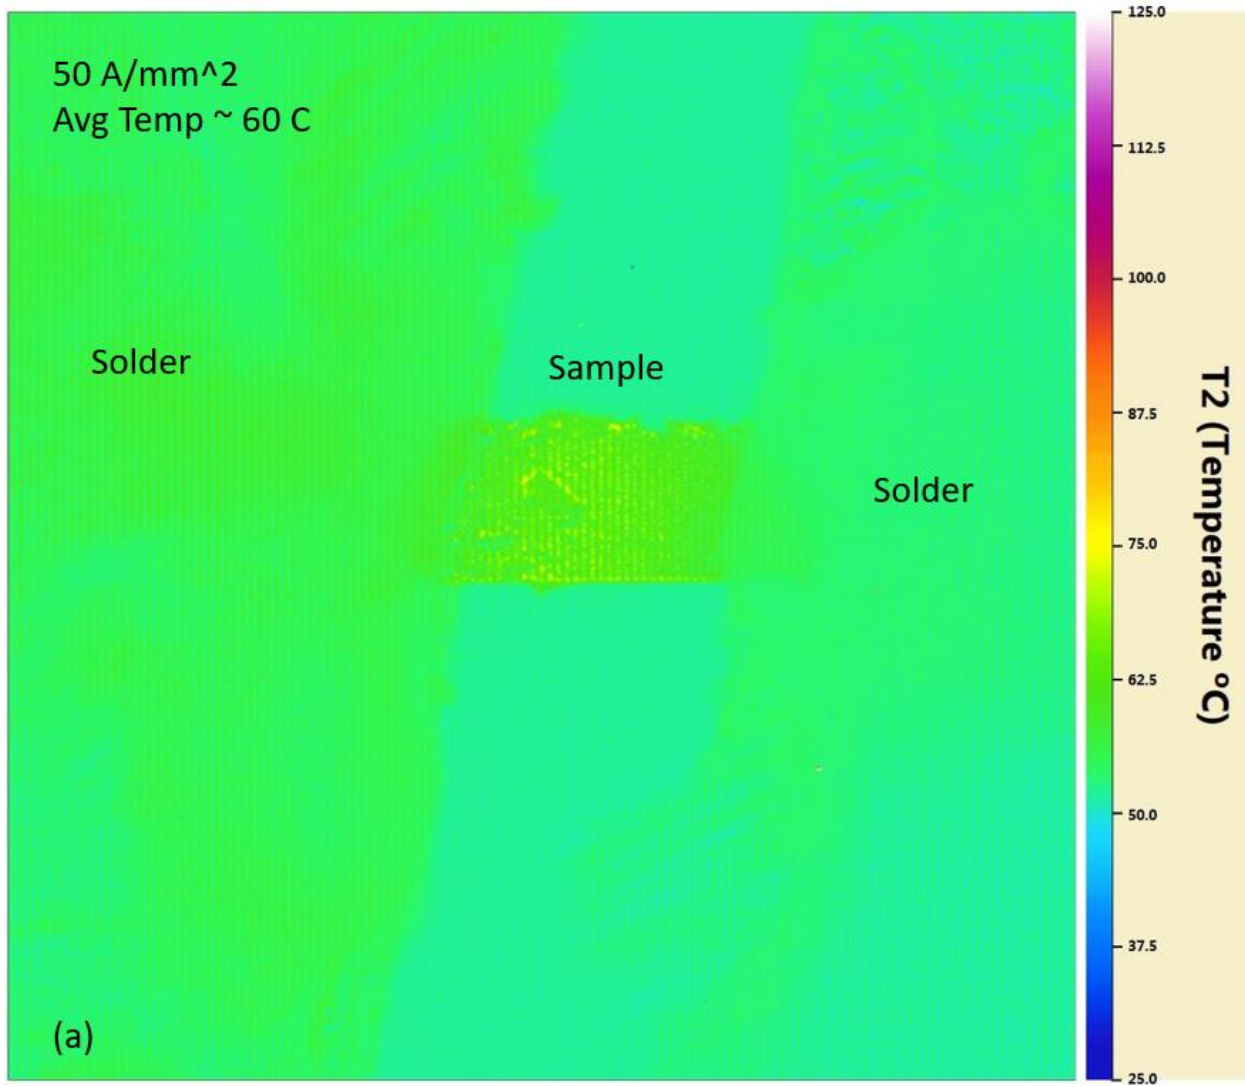 50 A/mm^2
Avg Temp ~ 60 C
Solder
Sample
Solder
(a)
125.0
112.5
100.0
87.5
75.0
62.5
50.0
37.5
25.0
T2 (Temperature ºC)